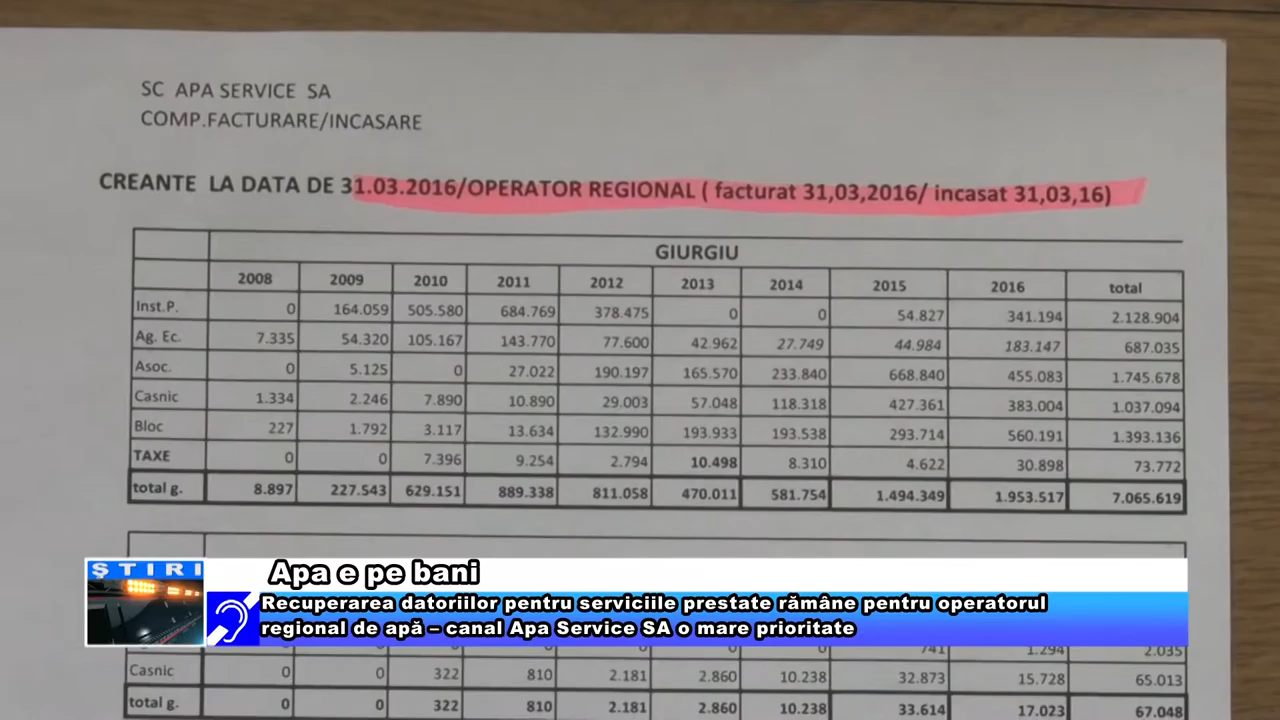 SC APA SERVICE SA
COMP.FACTURARE/INCASARE
CREANTE LA DATA DE 31.03.2016/OPERATOR REGIONAL ( facturat 31,03,2016/ incasat 31,03,16)
GIURGIU
2008 2009 2010 2011 2012 2013 2014 2015 2016 total
Inst.P. 0 164.059 505.580 684.769 378.475 0 0 54.827 341.194 2.128.904
Ag. Ec. 7.335 54.320 105.167 143.770 77.600 42.962 27.749 44.984 183.147 687.035
Asoc. 0 5.125 0 27.022 190.197 165.570 233.840 668.840 455.083 1.745.678
Casnic 1.334 2.246 7.890 10.890 29.003 57.048 118.318 427.361 383.004 1.037.094
Bloc 227 1.792 3.117 13.634 132.990 193.933 193.538 293.714 560.191 1.393.136
TAXE 0 0 7.396 9.254 2.794 10.498 8.310 4.622 30.898 73.772
total g. 8.897 227.543 629.151 889.338 811.058 470.011 581.754 1.494.349 1.953.517 7.065.619
ŞTIRI
Apa e pe bani
Recuperarea datoriilor pentru serviciile prestate rămâne pentru operatorul
regional de apă – canal Apa Service SA o mare prioritate
741 1.294 2.035
Casnic 0 0 322 810 2.181 2.860 10.238 32.873 15.728 65.013
total g. 0 0 322 810 2.181 2.860 10.238 33.614 17.023 67.048